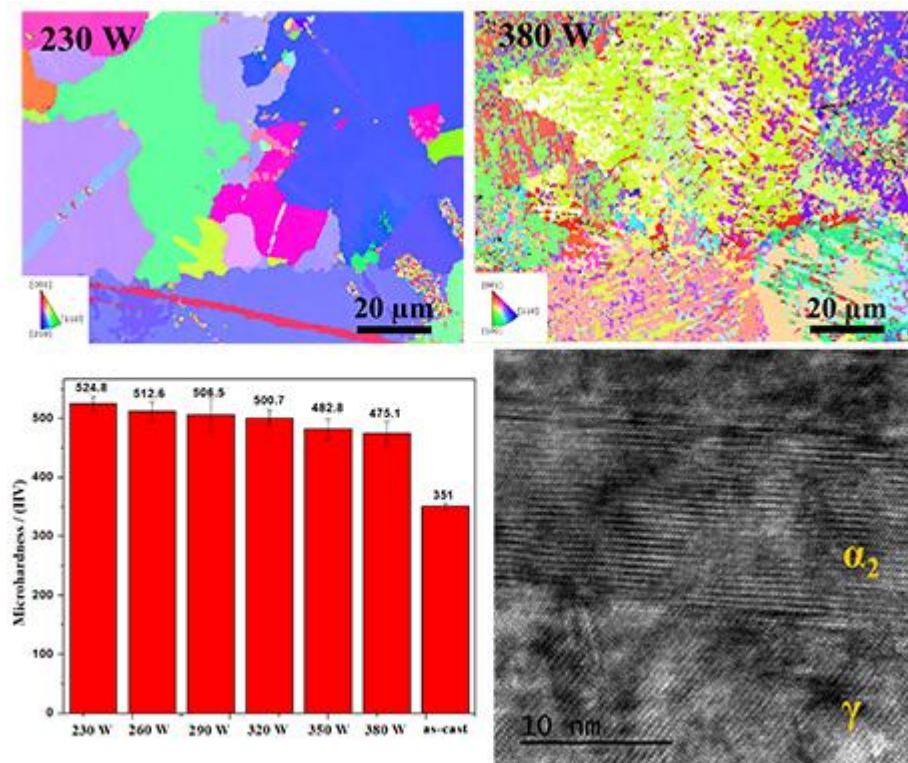 230 W
380 W
[001]
20 μm
20 μm
Microhardness / (HV)
500
400
300
200
100
0
524.8
512.6
506.5
500.7
482.8
475.1
351
230 W
260 W
290 W
320 W
350 W
380 W
as-cast
α₂
γ
10 nm